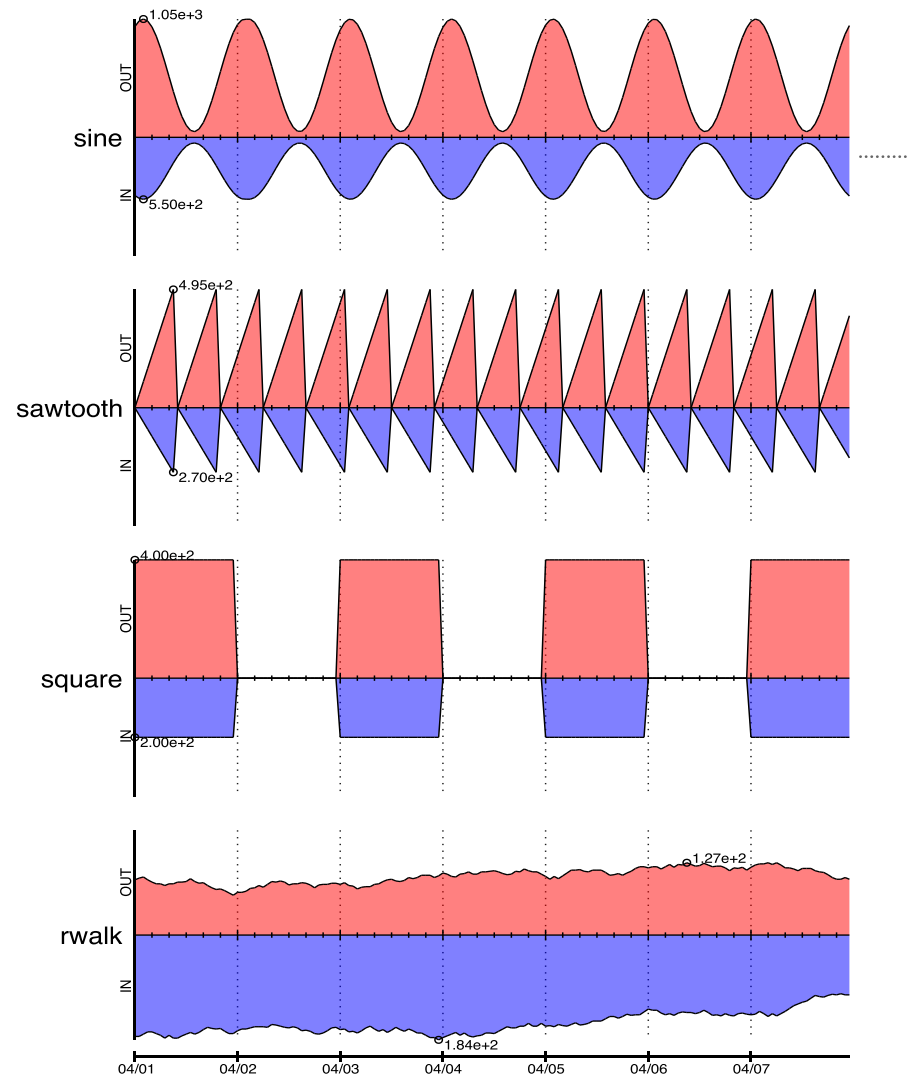 1.05e+3
OUT
sine
IN
5.50e+2
4.95e+2
OUT
sawtooth
IN
2.70e+2
4.00e+2
OUT
square
IN
2.00e+2
1.27e+2
OUT
rwalk
IN
1.84e+2
04/01 04/02 04/03 04/04 04/05 04/06 04/07